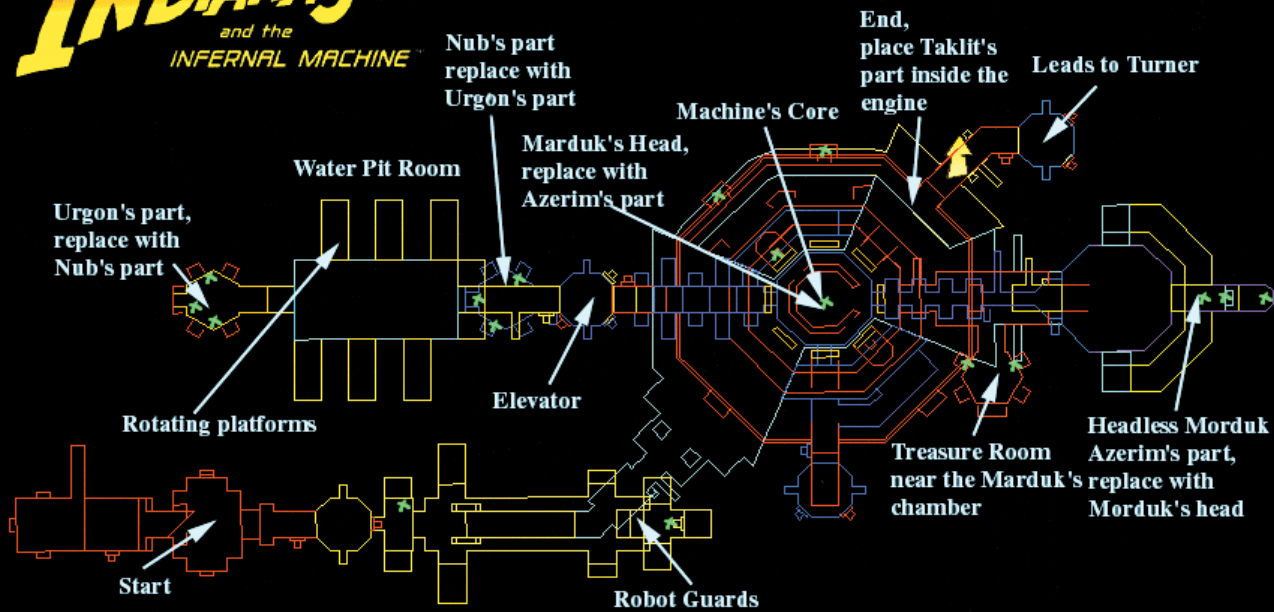 and the
INFERNAL MACHINE™
Nub's part
replace with
Urgon's part
End,
place Taklit's
part inside the
engine
Leads to Turner
Machine's Core
Marduk's Head,
replace with
Azerim's part
Water Pit Room
Urgon's part,
replace with
Nub's part
Rotating platforms
Elevator
Treasure Room
near the Marduk's
chamber
Headless Morduk
Azerim's part,
replace with
Morduk's head
Start
Robot Guards